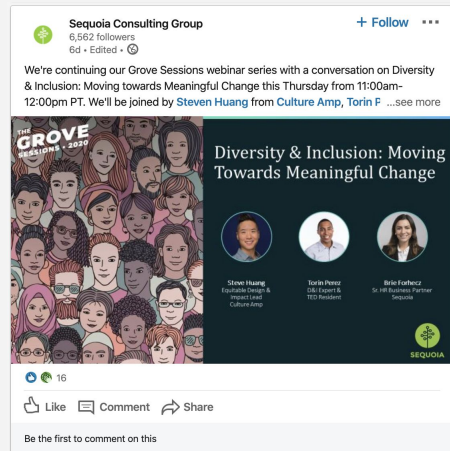 Sequoia Consulting Group
+ Follow
6,562 followers
6d • Edited •
We're continuing our Grove Sessions webinar series with a conversation on Diversity
& Inclusion: Moving towards Meaningful Change this Thursday from 11:00am-
12:00pm PT. We'll be joined by Steven Huang from Culture Amp, Torin P ...see more
THE
GROVE
SESSIONS • 2020
Diversity & Inclusion: Moving
Towards Meaningful Change
Steve Huang
Equitable Design &
Impact Lead
Culture Amp
Torin Perez
D&I Expert &
TED Resident
Brie Forhecz
Sr. HR Business Partner
Sequoia
SEQUOIA
16
Like
Comment
Share
Be the first to comment on this